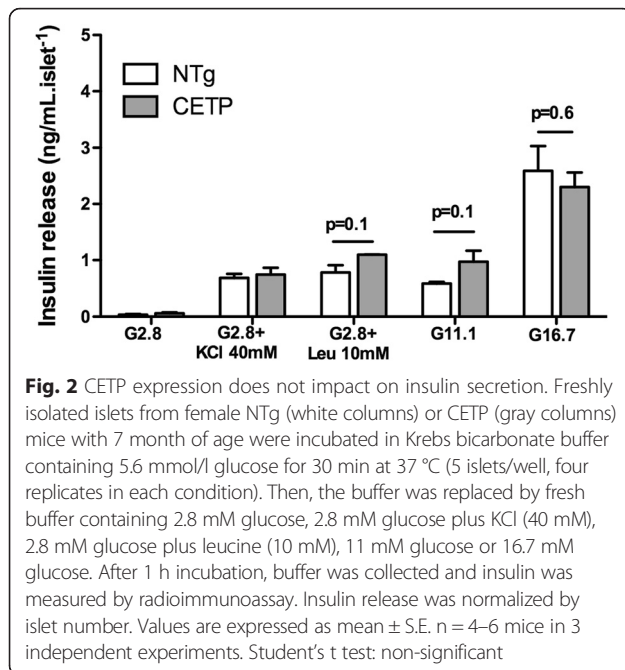 5
4
3
2
1
0
Insulin release (ng/mL.islet⁻¹)
NTg
CETP
p=0.1
p=0.1
p=0.6
G2.8
G2.8+
KCl 40mM
G2.8+
Leu 10mM
G11.1
G16.7
Fig. 2 CETP expression does not impact on insulin secretion. Freshly
isolated islets from female NTg (white columns) or CETP (gray columns)
mice with 7 month of age were incubated in Krebs bicarbonate buffer
containing 5.6 mmol/l glucose for 30 min at 37 °C (5 islets/well, four
replicates in each condition). Then, the buffer was replaced by fresh
buffer containing 2.8 mM glucose, 2.8 mM glucose plus KCl (40 mM),
2.8 mM glucose plus leucine (10 mM), 11 mM glucose or 16.7 mM
glucose. After 1 h incubation, buffer was collected and insulin was
measured by radioimmunoassay. Insulin release was normalized by
islet number. Values are expressed as mean ± S.E. n = 4–6 mice in 3
independent experiments. Student's t test: non-significant